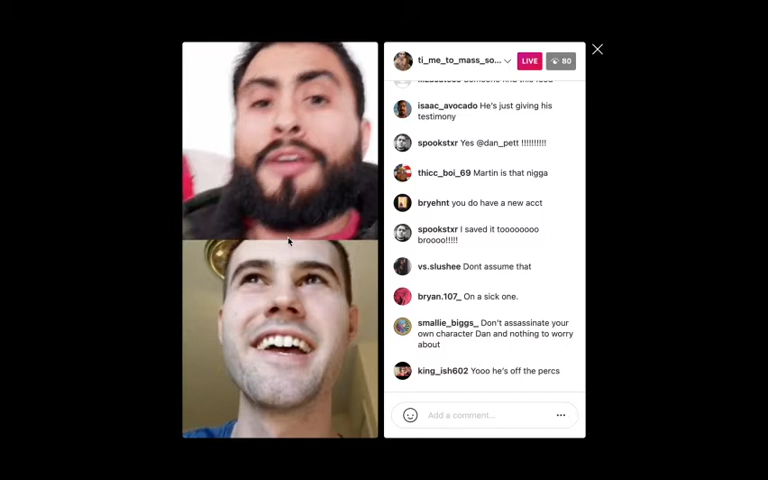 ti_me_to_mass_so...
LIVE
80
isaac_avocado He's just giving his
testimony
spookstxr Yes @dan_pett !!!!!!!!!!
thicc_boi_69 Martin is that nigga
bryehnt you do have a new acct
spookstxr I saved it toooooooo
broooo!!!!!
vs.slushee Dont assume that
bryan.107_ On a sick one.
smallie_biggs_ Don't assassinate your
own character Dan and nothing to worry
about
king_ish602 Yooo he's off the percs
Add a comment...